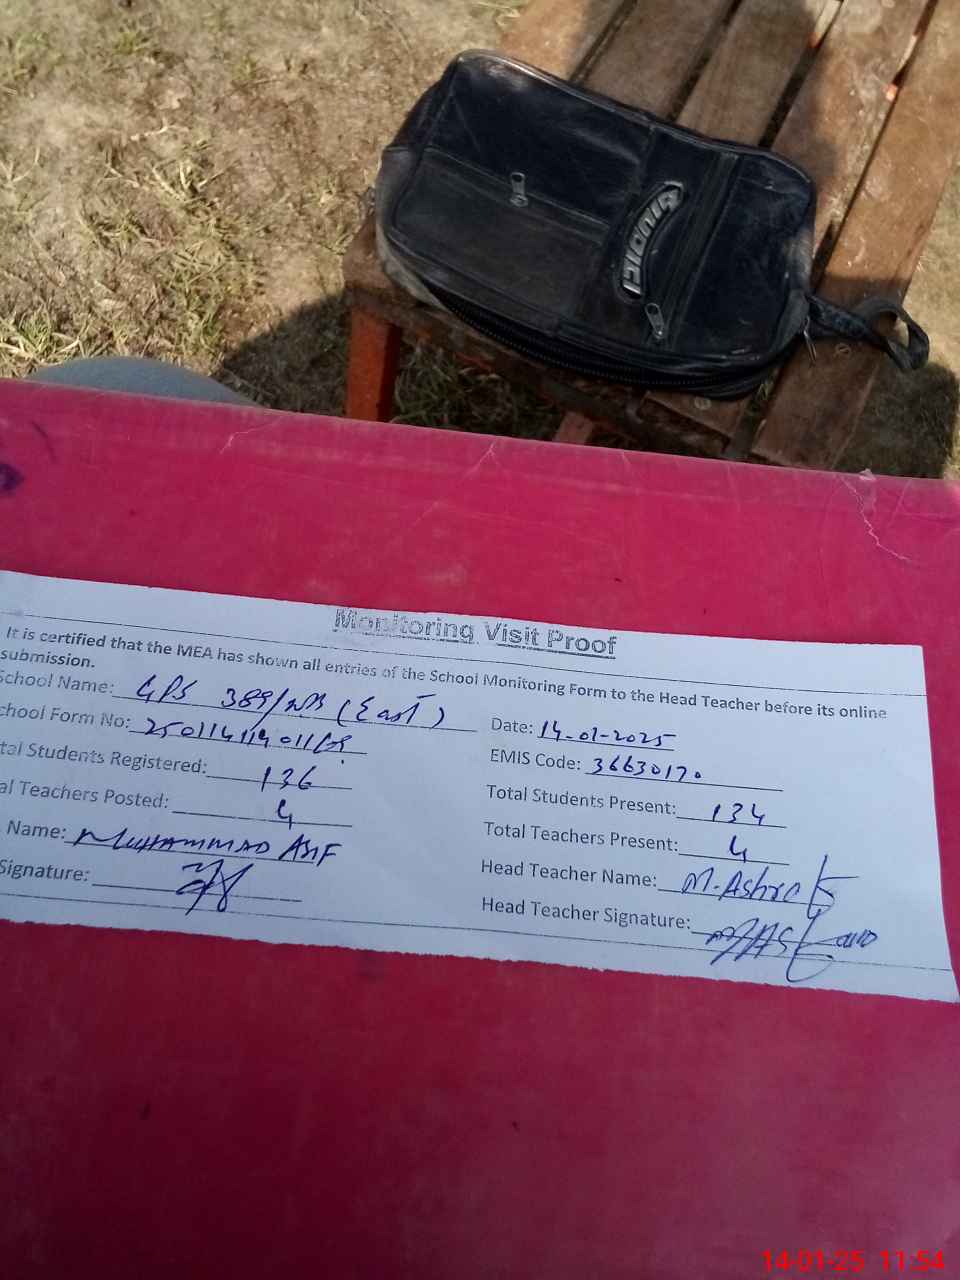 PIONIR
Monitoring Visit Proof
It is certified that the MEA has shown all entries of the School Monitoring Form to the Head Teacher before its online
submission.
School Name: GPS 389/WB (East)
Date: 14-01-2025
chool Form No:
EMIS Code: 36630170
tal Students Registered: 136
Total Students Present: 134
al Teachers Posted: 4
Total Teachers Present: 4
Name: MUHAMMAD ASIF
Head Teacher Name: M. Ashraf
Signature:
Head Teacher Signature:
14-01-25 11:54